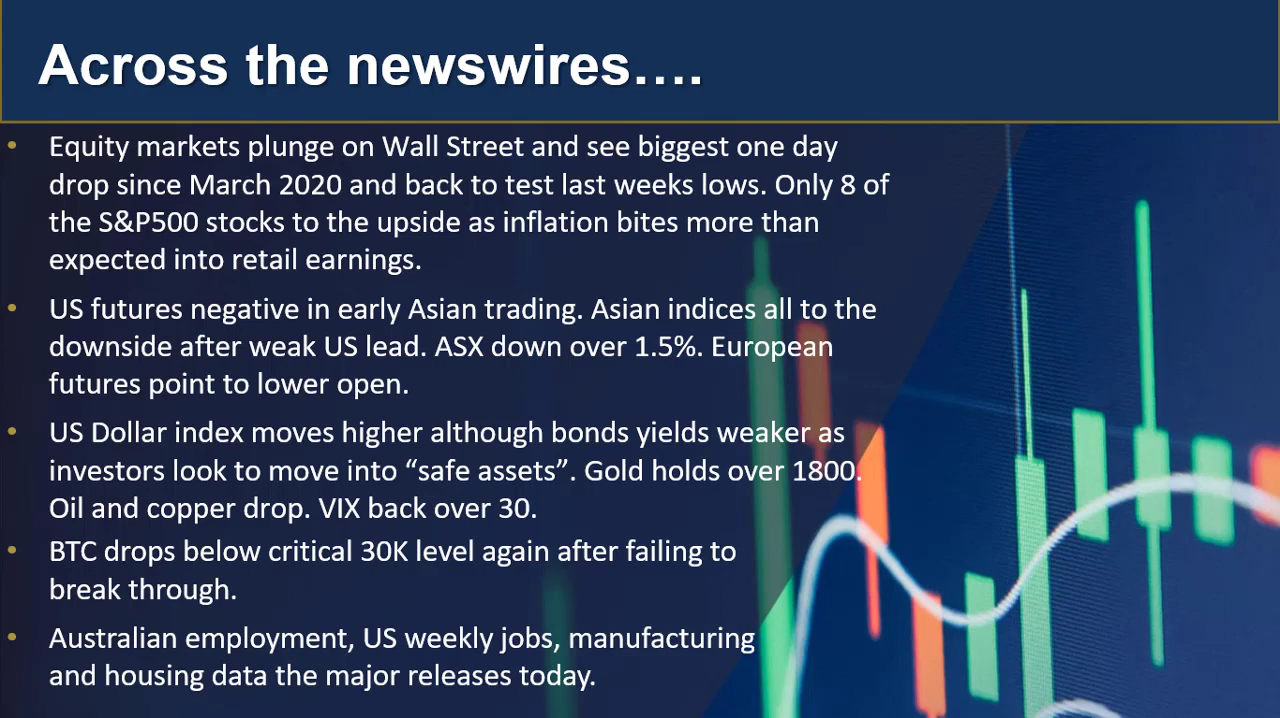 Across the newswires….
• Equity markets plunge on Wall Street and see biggest one day
drop since March 2020 and back to test last weeks lows. Only 8 of
the S&P500 stocks to the upside as inflation bites more than
expected into retail earnings.
• US futures negative in early Asian trading. Asian indices all to the
downside after weak US lead. ASX down over 1.5%. European
futures point to lower open.
• US Dollar index moves higher although bonds yields weaker as
investors look to move into “safe assets”. Gold holds over 1800.
Oil and copper drop. VIX back over 30.
• BTC drops below critical 30K level again after failing to
break through.
• Australian employment, US weekly jobs, manufacturing
and housing data the major releases today.